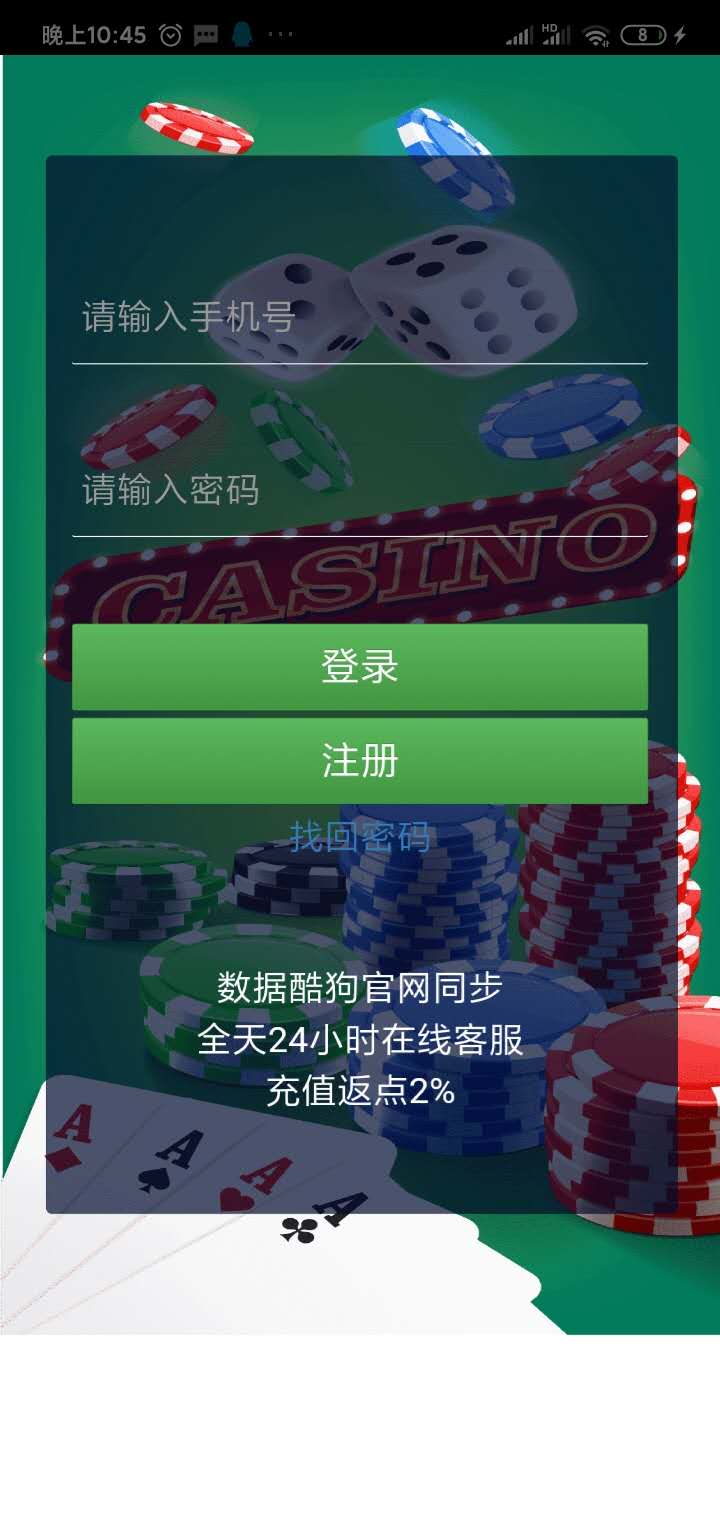 晚上10:45
HD
8
请输入手机号
请输入密码
CASINO
登录
注册
找回密码
数据酷狗官网同步
全天24小时在线客服
充值返点2%
A A A A